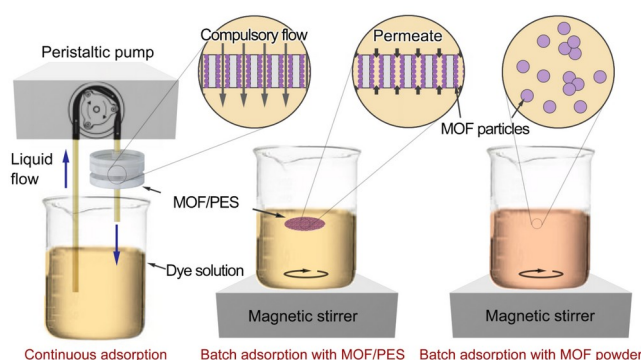 Compulsory flow
Permeate
Peristaltic pump
MOF particles
Liquid
flow
MOF/PES
Dye solution
Magnetic stirrer
Magnetic stirrer
Continuous adsorption
Batch adsorption with MOF/PES
Batch adsorption with MOF powder